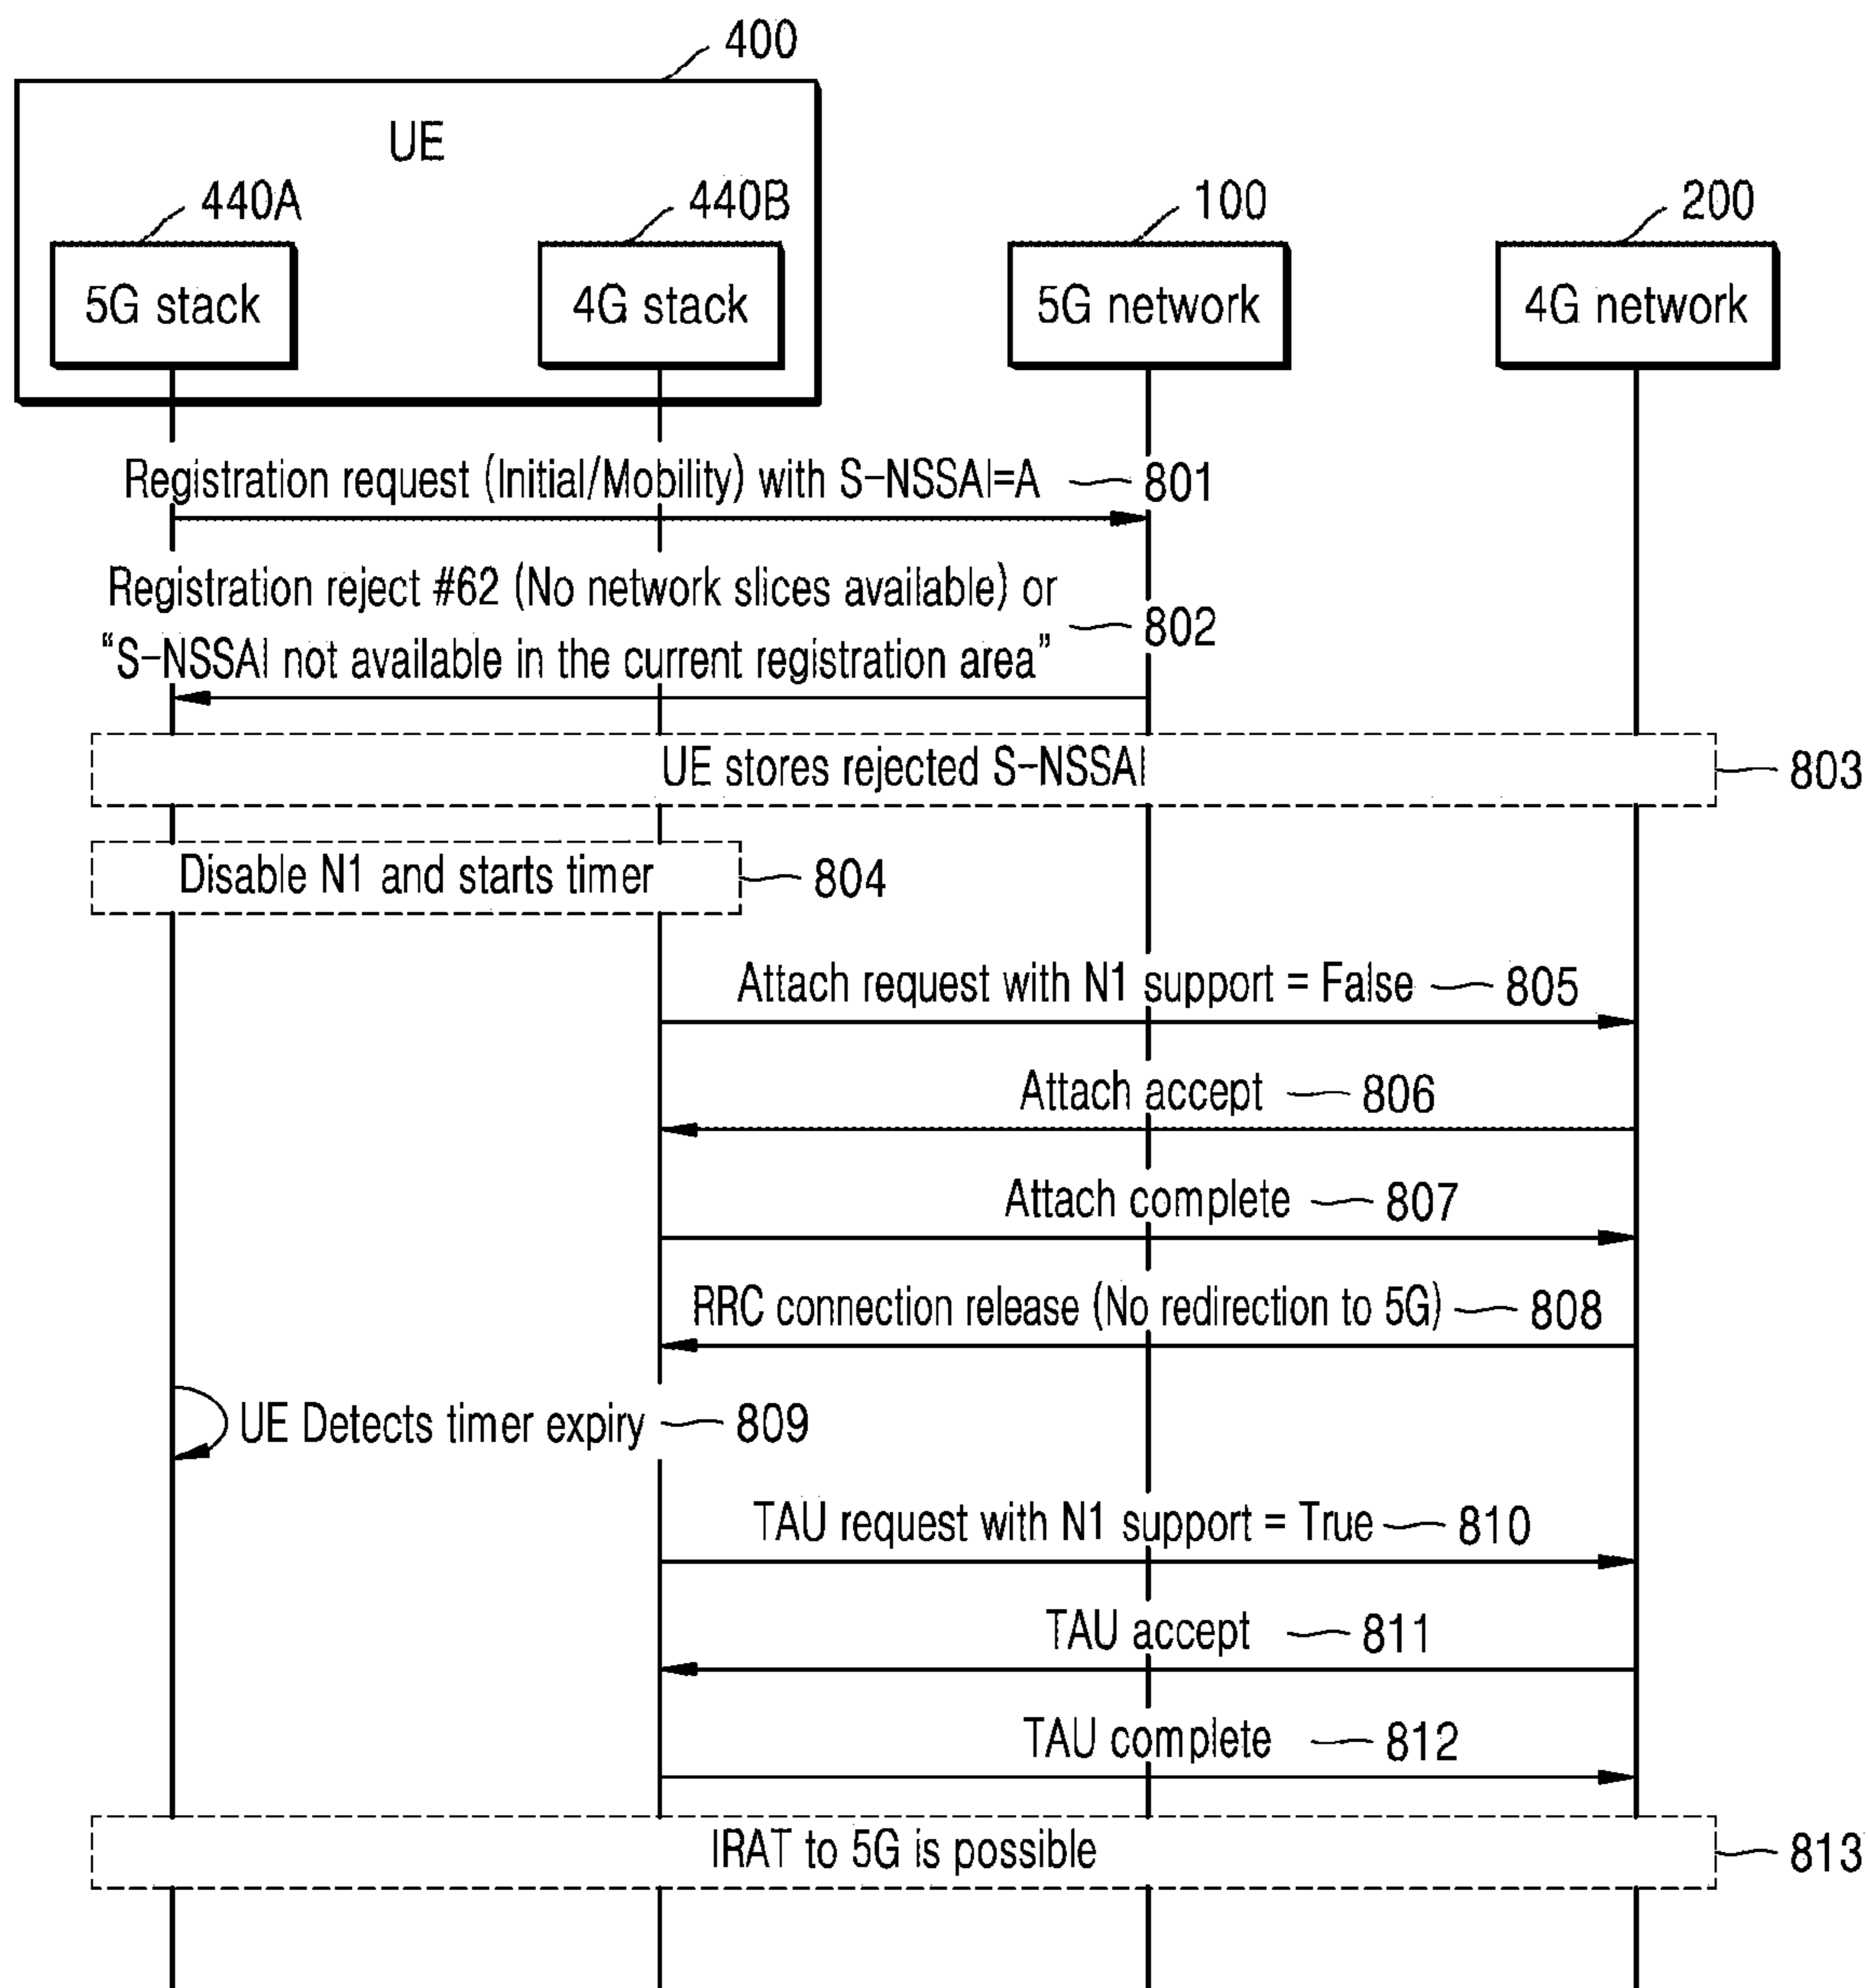 400
UE
440A
440B
100
200
5G stack
4G stack
5G network
4G network
Registration request (Initial/Mobility) with S-NSSAI=A
801
Registration reject #62 (No network slices available) or
"S-NSSAI not available in the current registration area"
802
UE stores rejected S-NSSAI
803
Disable N1 and starts timer
804
Attach request with N1 support = False
805
Attach accept
806
Attach complete
807
RRC connection release (No redirection to 5G)
808
UE Detects timer expiry
809
TAU request with N1 support = True
810
TAU accept
811
TAU complete
812
IRAT to 5G is possible
813